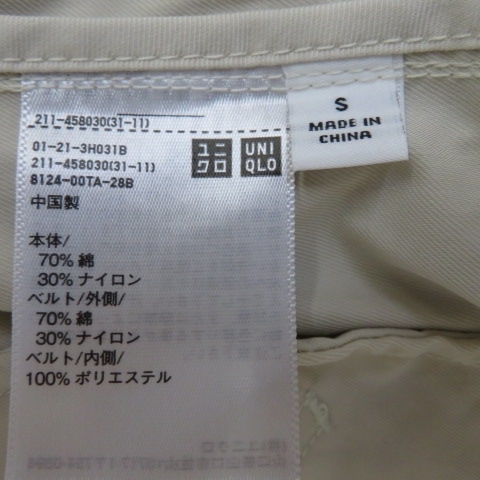 211-458030(31-11)
01-21-3H031B
211-458030(31-11)
8124-00TA-28B
中国製
ユニ
クロ
UNI
QLO
本体/
70% 綿
30% ナイロン
ベルト/外側/
70% 綿
30% ナイロン
ベルト/内側/
100% ポリエステル
S
MADE IN
CHINA